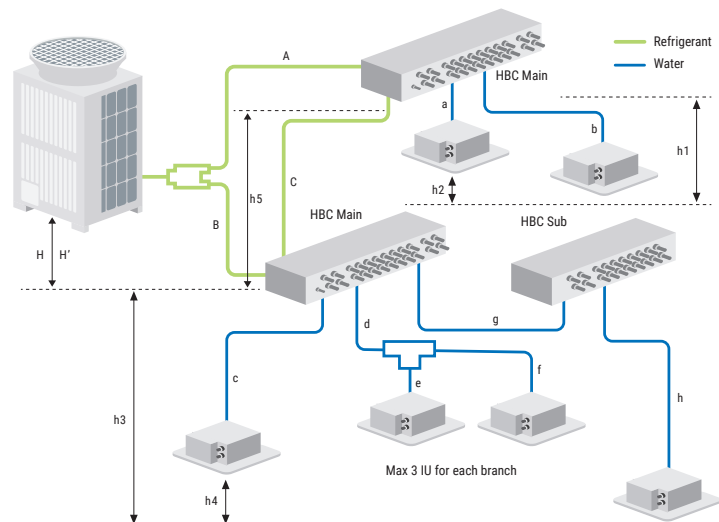 A
Refrigerant
Water
HBC Main
a
b
h1
h2
h5
C
B
HBC Main
HBC Sub
H H′
d
g
c
e
f
h
h3
Max 3 IU for each branch
h4